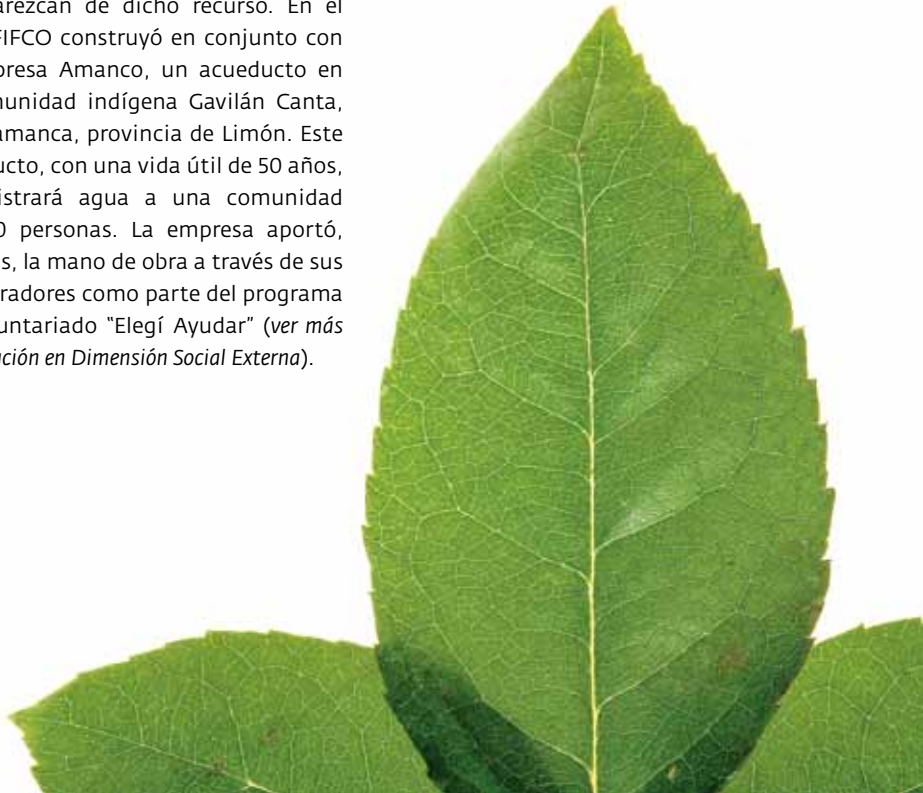 arezcan de dicho recurso. En el
FIFCO construyó en conjunto con
presa Amanco, un acueducto en
munidad indígena Gavilán Canta,
amanca, provincia de Limón. Este
ucto, con una vida útil de 50 años,
istrará agua a una comunidad
0 personas. La empresa aportó,
s, la mano de obra a través de sus
radores como parte del programa
untariado “Elegí Ayudar” (ver más
ación en Dimensión Social Externa).